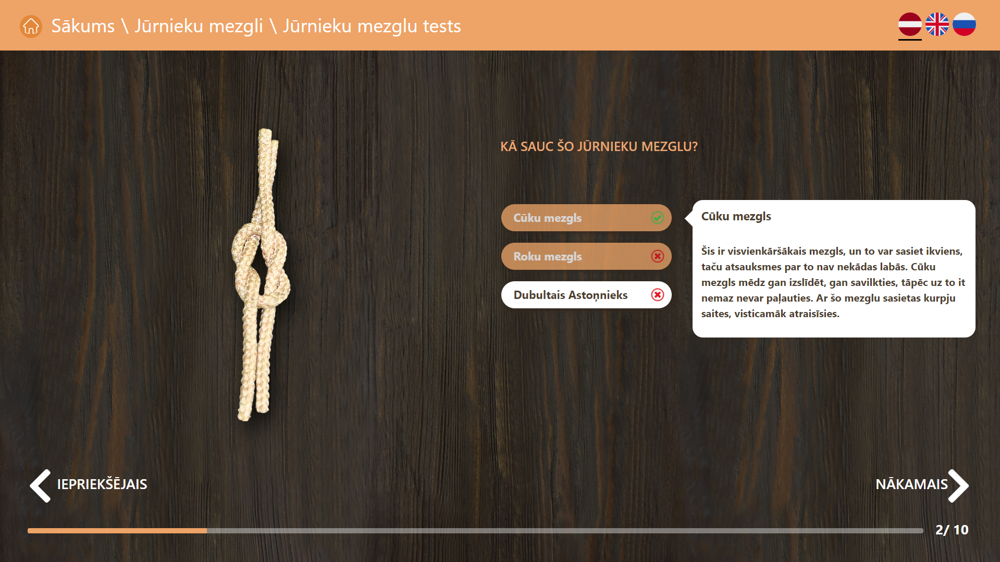 Sākums \ Jūrnieku mezgli \ Jūrnieku mezglu tests
KĀ SAUC ŠO JŪRNIEKU MEZGLU?
Cūku mezgls
Roku mezgls
Dubultais Astoņnieks
Cūku mezgls
Šis ir visvienkāršākais mezgls, un to var sasiet ikviens,
taču atsauksmes par to nav nekādas labās. Cūku
mezgls mēdz gan izslīdēt, gan savilkties, tāpēc uz to it
nemaz nevar paļauties. Ar šo mezglu sasietas kurpju
saites, visticamāk atraisīsies.
IEPRIEKŠĒJAIS
NĀKAMAIS
2/ 10